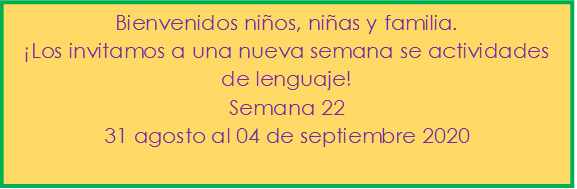 Bienvenidos niños, niñas y familia.
¡Los invitamos a una nueva semana se actividades
de lenguaje!
Semana 22
31 agosto al 04 de septiembre 2020